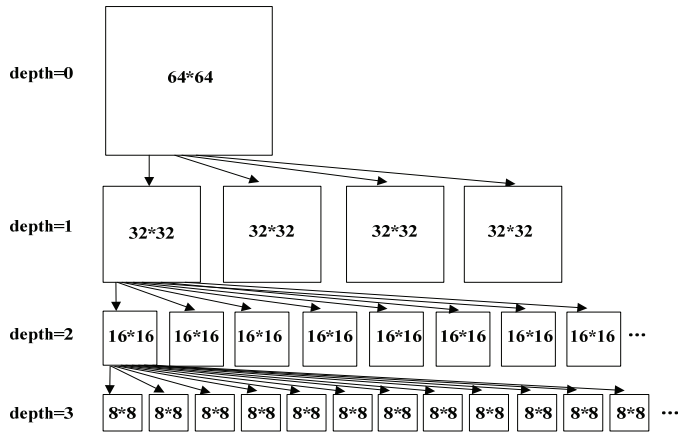 depth=0 64*64
depth=1 32*32 32*32 32*32 32*32
depth=2 16*16 16*16 16*16 16*16 16*16 16*16 16*16 16*16 ...
depth=3 8*8 8*8 8*8 8*8 8*8 8*8 8*8 8*8 8*8 8*8 8*8 8*8 ...